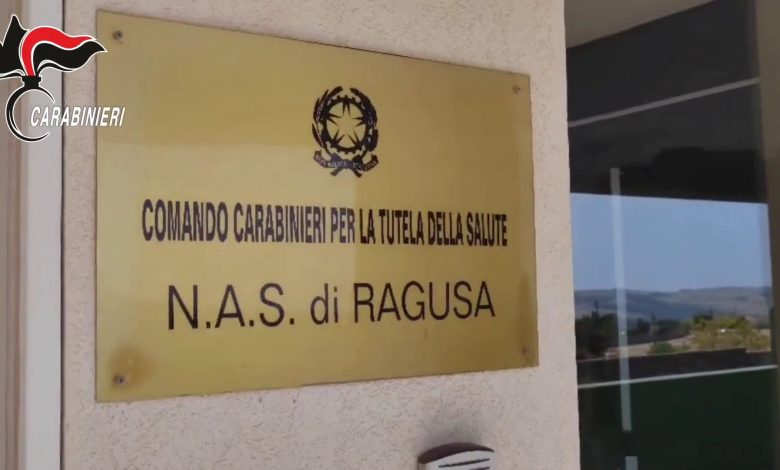 CARABINIERI
COMANDO CARABINIERI PER LA TUTELA DELLA SALUTE
N.A.S. di RAGUSA